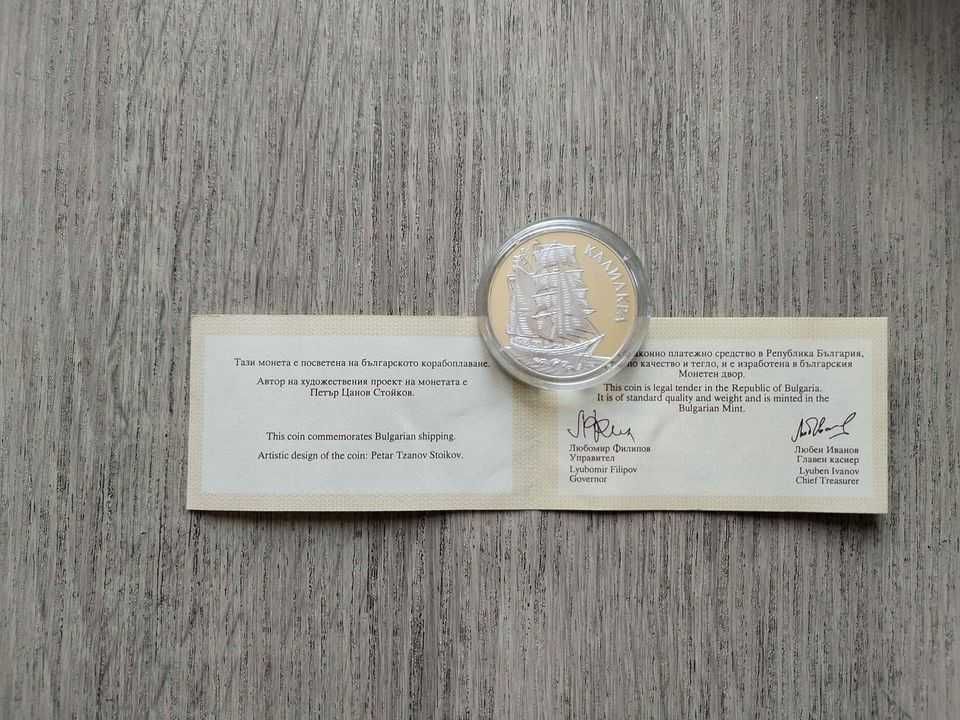 Тази монета е посветена на българското корабоплаване.
Автор на художествения проект на монетата е
Петър Цанов Стойков.
This coin commemorates Bulgarian shipping.
Artistic design of the coin: Petar Tzanov Stoikov.
КАЛИАКРА
законно платежно средство в Република България,
по качество и тегло, и е изработена в българския
Монетен двор.
This coin is legal tender in the Republic of Bulgaria.
It is of standard quality and weight and is minted in the
Bulgarian Mint.
Любомир Филипов
Управител
Lyubomir Filipov
Governor
Любен Иванов
Главен касиер
Lyuben Ivanov
Chief Treasurer